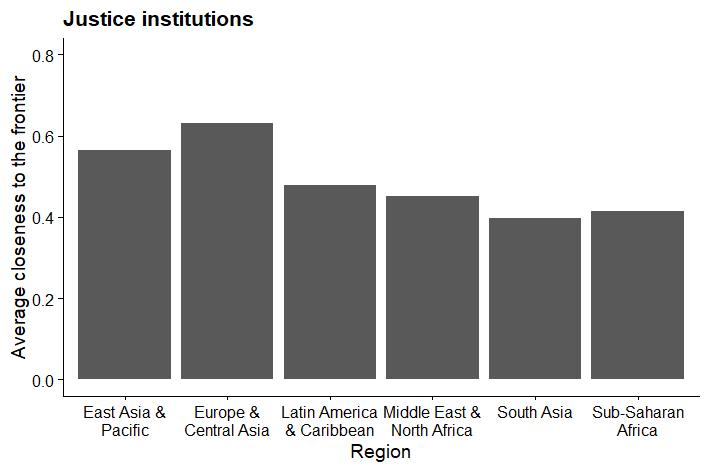 Justice institutions
Average closeness to the frontier
0.8
0.6
0.4
0.2
0.0
East Asia &
Pacific
Europe &
Central Asia
Latin America
& Caribbean
Middle East &
North Africa
South Asia
Sub-Saharan
Africa
Region